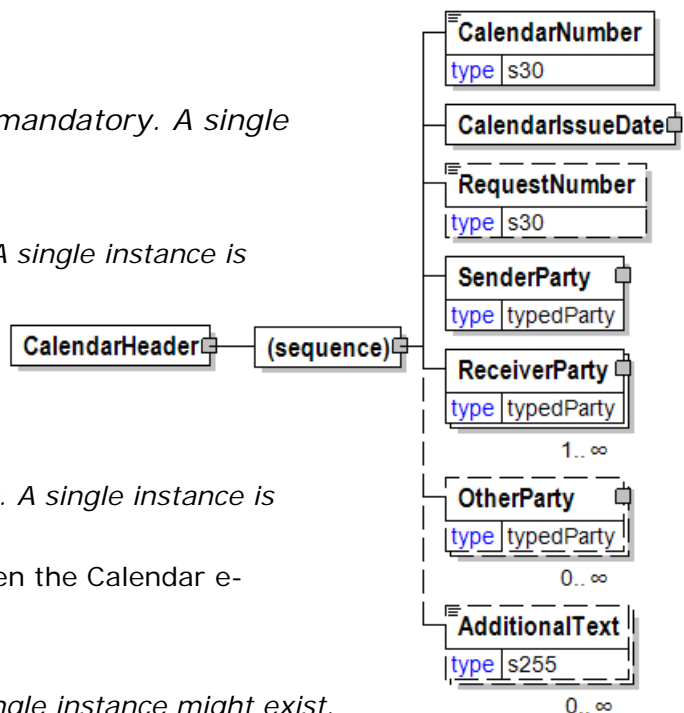 CalendarNumber
type s30
mandatory. A single
CalendarIssueDate
RequestNumber
type s30
A single instance is
SenderParty
type typedParty
CalendarHeader
(sequence)
ReceiverParty
type typedParty
1.. ∞
. A single instance is
OtherParty
type typedParty
en the Calendar e-
0.. ∞
AdditionalText
type s255
ngle instance might exist.
0.. ∞